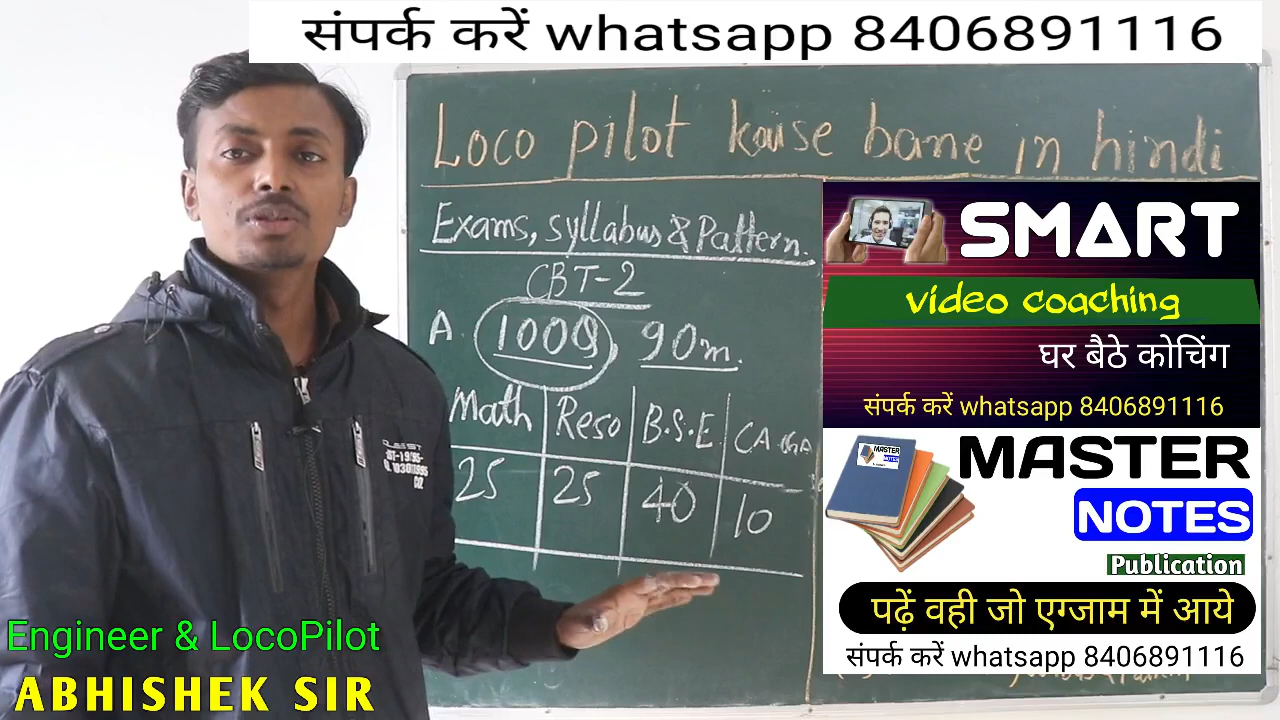 संपर्क करें whatsapp 8406891116
Loco pilot kaise bane in hindi
Exams, syllabus & Pattern.
CBT-2
A. 100Q, 90m.
Math Reso B.S.E. CA &GA
25 25 40 10
SMART
video coaching
घर बैठे कोचिंग
संपर्क करें whatsapp 8406891116
MASTER
NOTES
Publication
पढ़ें वही जो एग्जाम में आये
संपर्क करें whatsapp 8406891116
Engineer & LocoPilot
ABHISHEK SIR